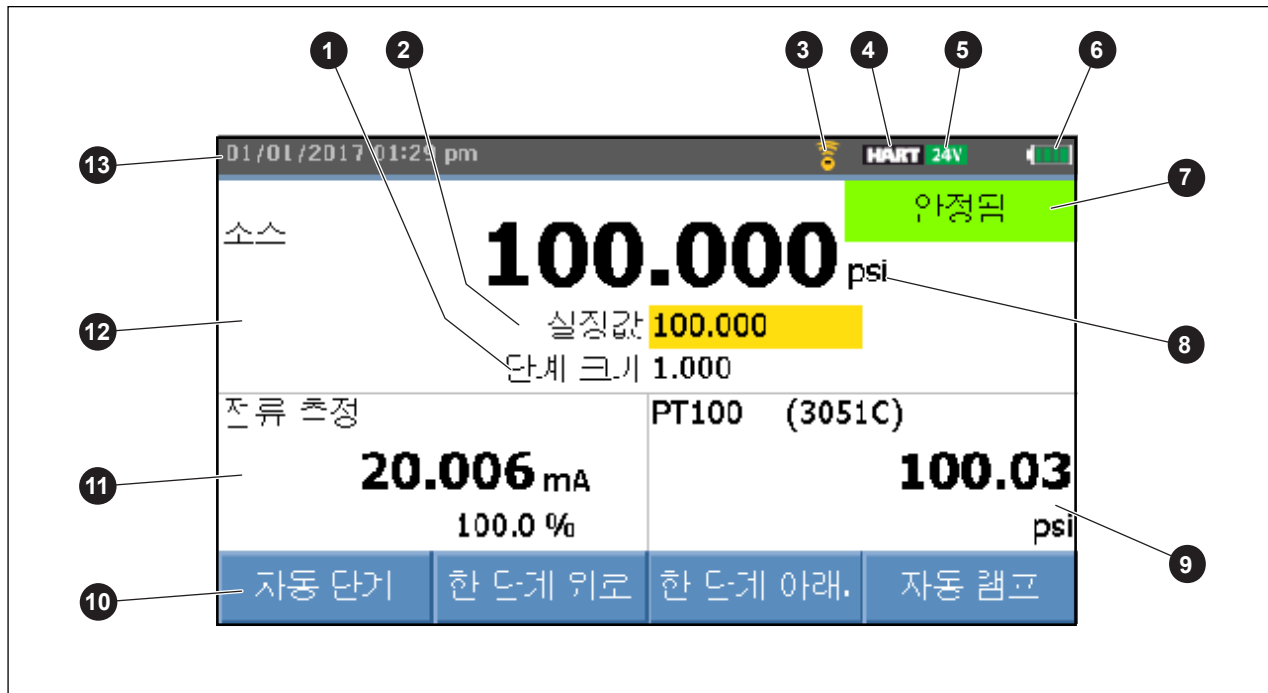 1 2 3 4 5 6
13 01/01/2017 01:29 pm HART 24V
안정됨 7
소스
100.000 psi 8
12 설정값 100.000
단계 크기 1.000
전류 측정 PT100 (3051C)
11 20.006 mA 100.03
100.0 % psi 9
10 자동 단계 한 단계 위로 한 단계 아래. 자동 램프